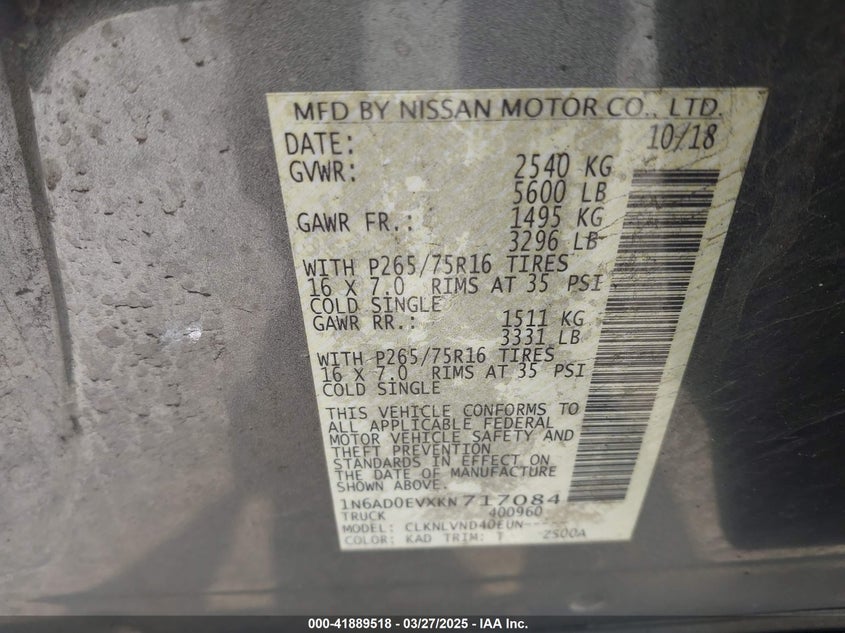 MFD BY NISSAN MOTOR CO., LTD.
DATE: 10/18
GVWR: 2540 KG
5600 LB
GAWR FR.: 1495 KG
3296 LB
WITH P265/75R16 TIRES
16 X 7.0 RIMS AT 35 PSI
COLD SINGLE
GAWR RR.: 1511 KG
3331 LB
WITH P265/75R16 TIRES
16 X 7.0 RIMS AT 35 PSI
COLD SINGLE
THIS VEHICLE CONFORMS TO
ALL APPLICABLE FEDERAL
MOTOR VEHICLE SAFETY AND
THEFT PREVENTION
STANDARDS IN EFFECT ON
THE DATE OF MANUFACTURE
SHOWN ABOVE.
1N6AD0EVXKN717084
TRUCK 400960
MODEL: CLKNLVND40EUN-----
COLOR: KAD TRIM: T 2500A
000-41889518 - 03/27/2025 - IAA Inc.